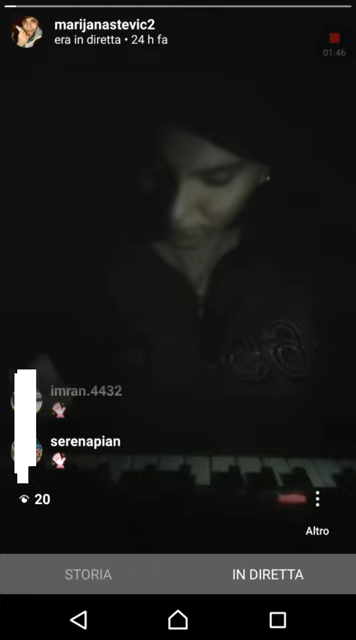 marijanastevic2
era in diretta • 24 h fa
01:46
imran.4432
serenapian
20
Altro
STORIA
IN DIRETTA